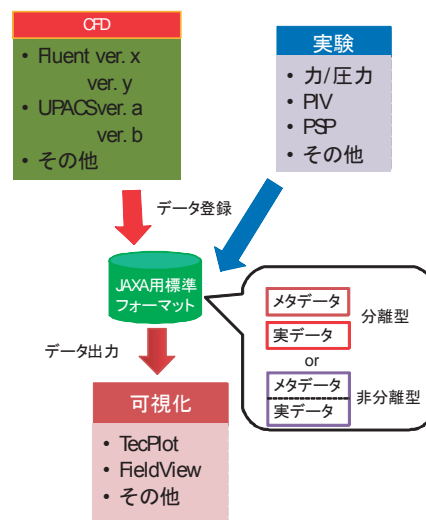 CFD
• Fluent ver. x
ver. y
• UPACSver. a
ver. b
• その他
実験
• 力/圧力
• PIV
• PSP
• その他
データ登録
JAXA用標準
フォーマット
メタデータ
実データ
分離型
or
メタデータ
実データ
非分離型
データ出力
可視化
• TecPlot
• FieldView
• その他